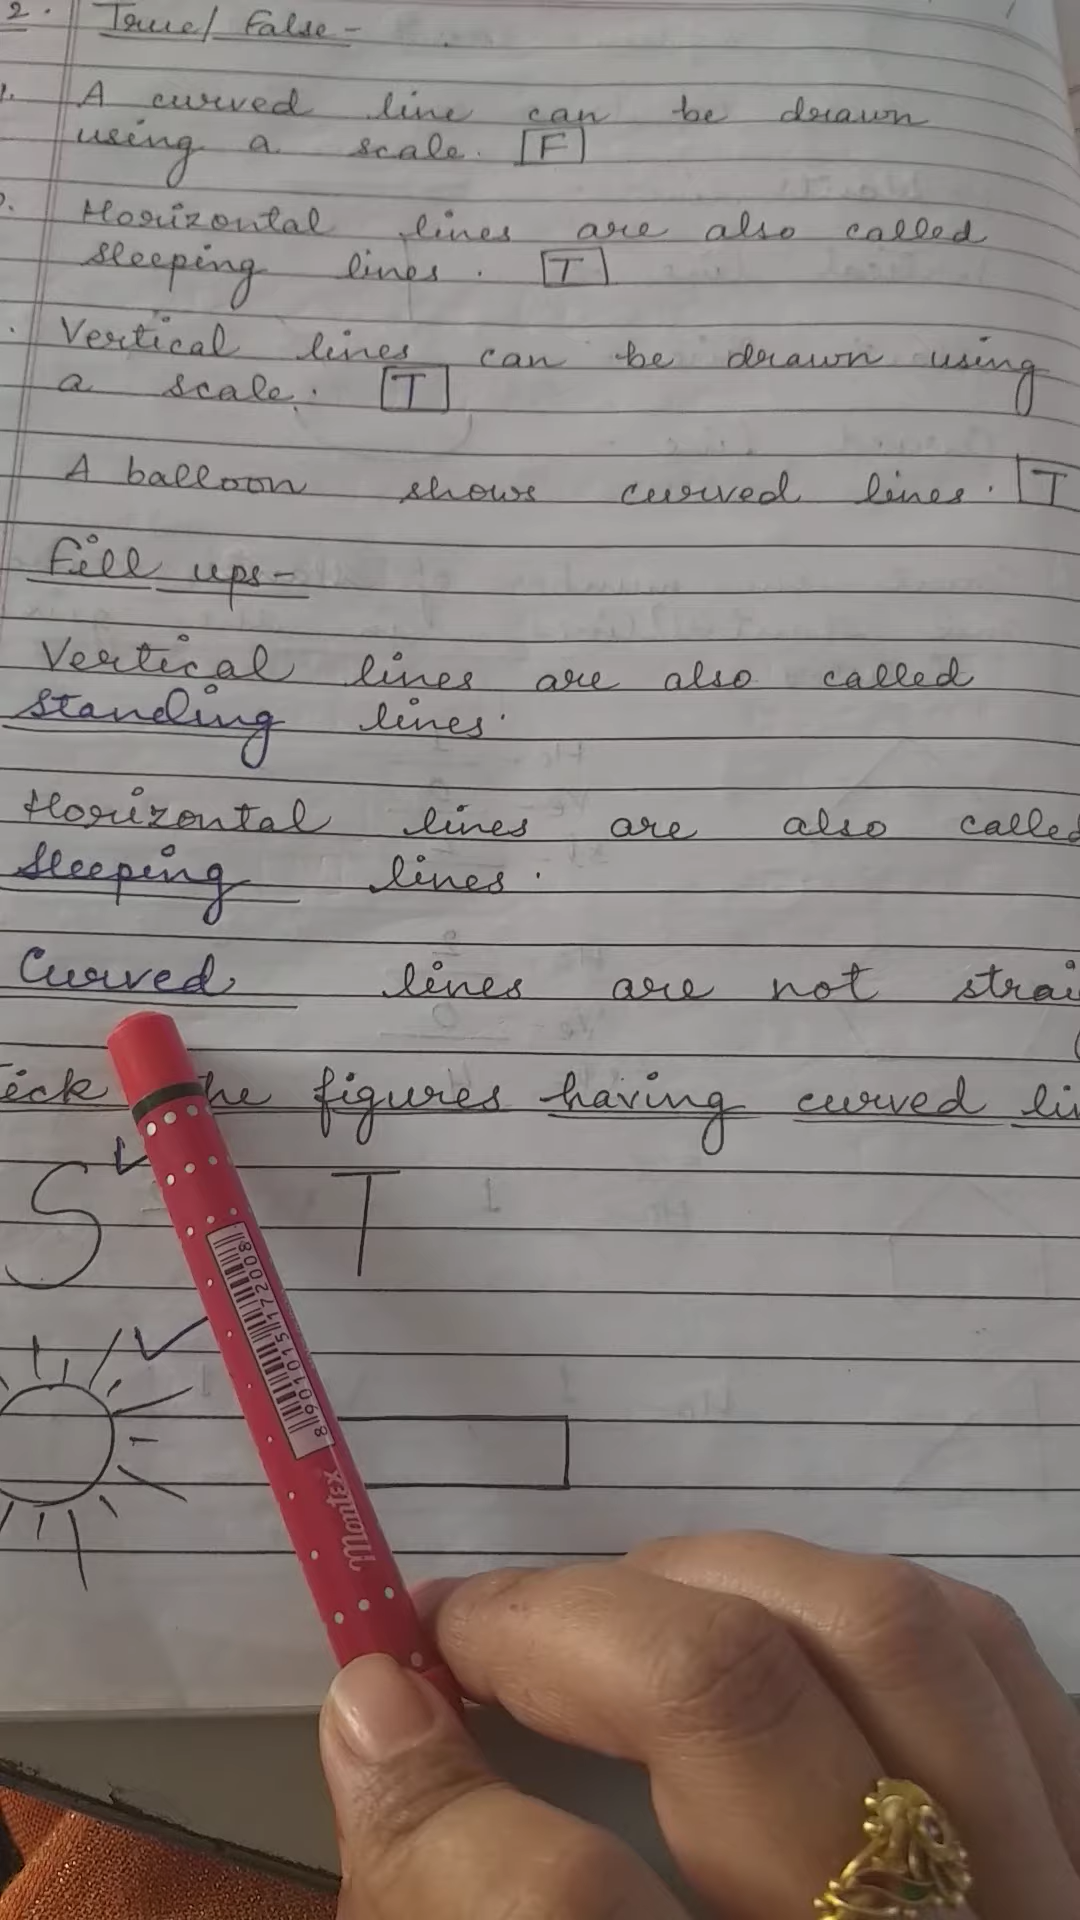 2. True/False-
1. A curved line can be drawn
using a scale. F
Horizontal lines are also called
sleeping lines. T
Vertical lines can be drawn using
a scale. T
A balloon shows curved lines. T
Fill ups-
Vertical lines are also called
standing lines.
Horizontal lines are also called
sleeping lines.
Curved lines are not
figures having curved
S T
8901015172008
Montex